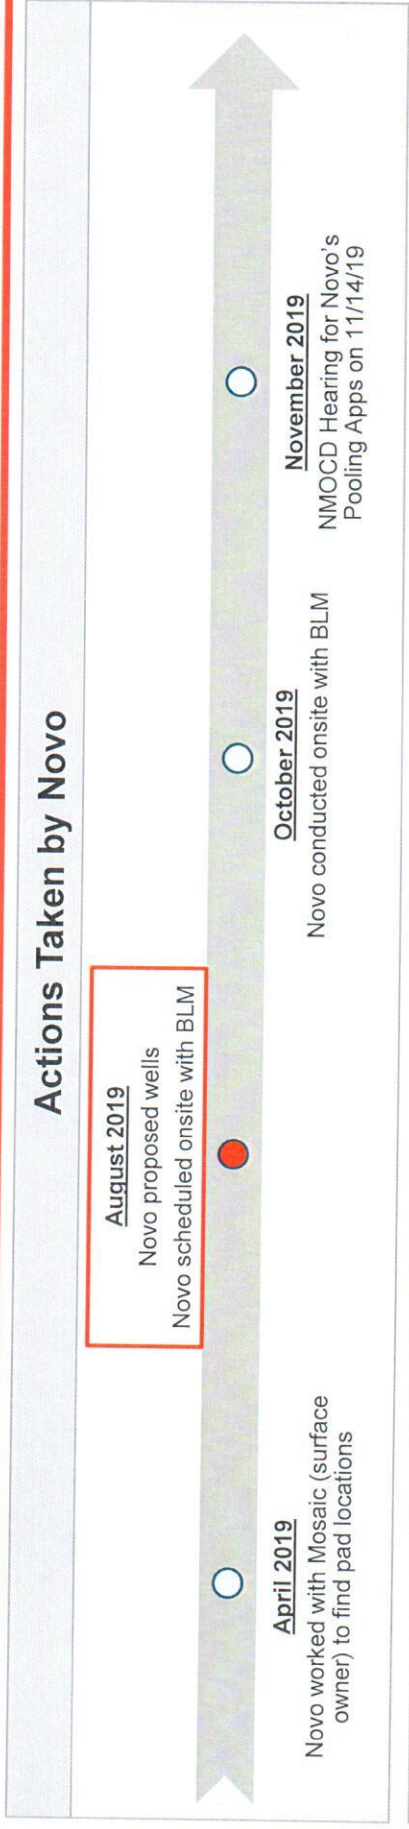 Actions Taken by Novo
August 2019
Novo proposed wells
Novo scheduled onsite with BLM
April 2019
Novo worked with Mosaic (surface
owner) to find pad locations
October 2019
Novo conducted onsite with BLM
November 2019
NMOCD Hearing for Novo's
Pooling Apps on 11/14/19